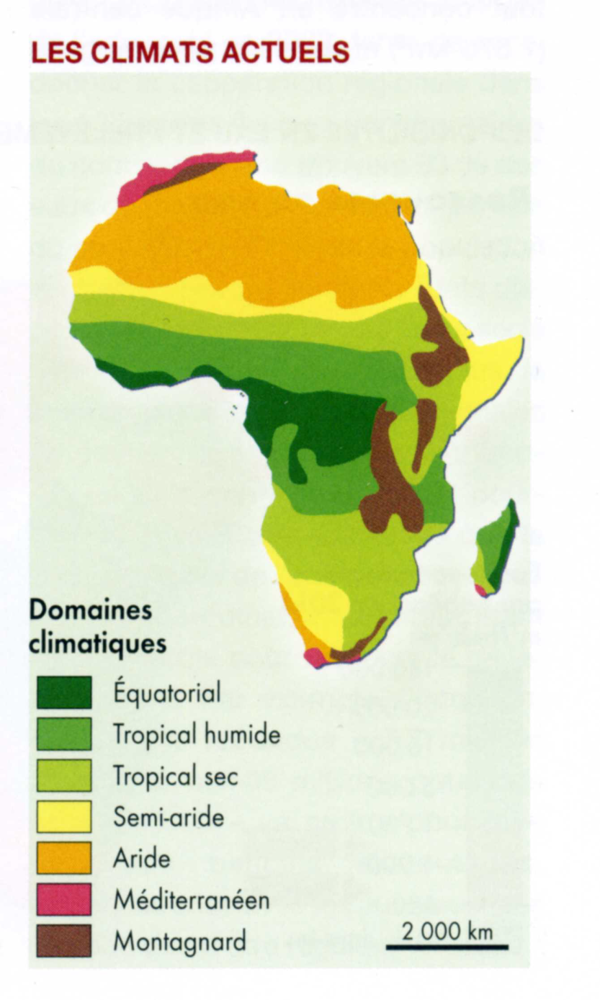 LES CLIMATS ACTUELS
Domaines
climatiques
Équatorial
Tropical humide
Tropical sec
Semi-aride
Aride
Méditerranéen
Montagnard
2 000 km